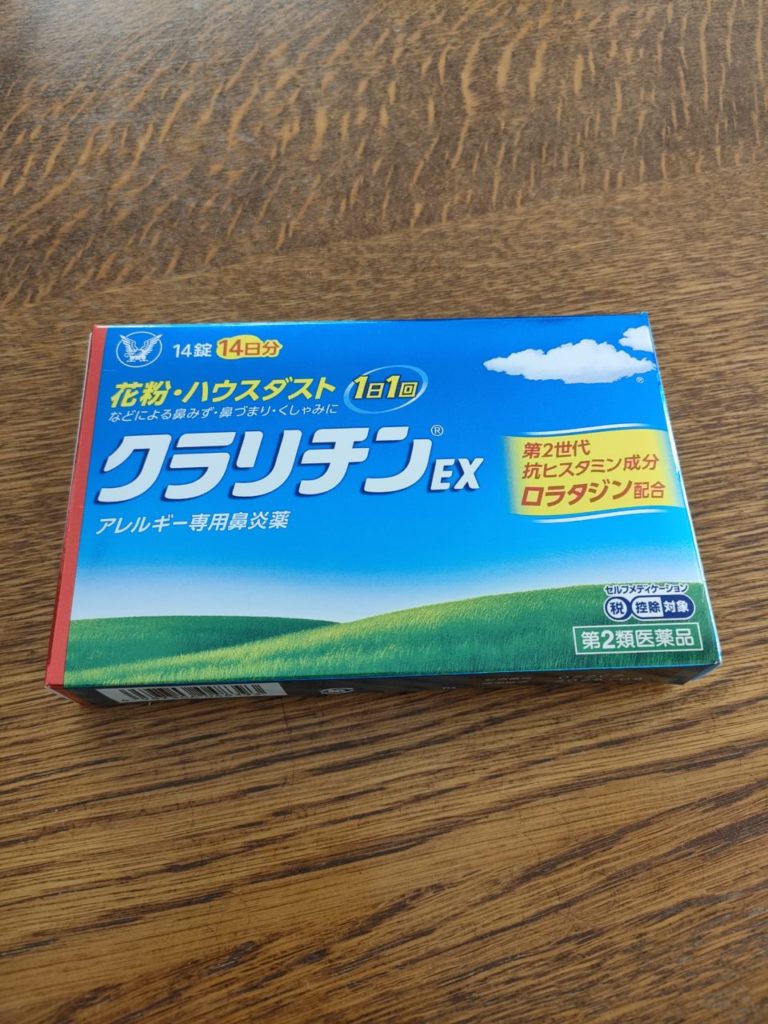 14錠 14日分
花粉・ハウスダスト 1日1回
などによる鼻みず・鼻づまり・くしゃみに
クラリチン®EX
アレルギー専用鼻炎薬
®
第2世代
抗ヒスタミン成分
ロラタジン配合
セルフメディケーション
税 控除 対象
第2類医薬品